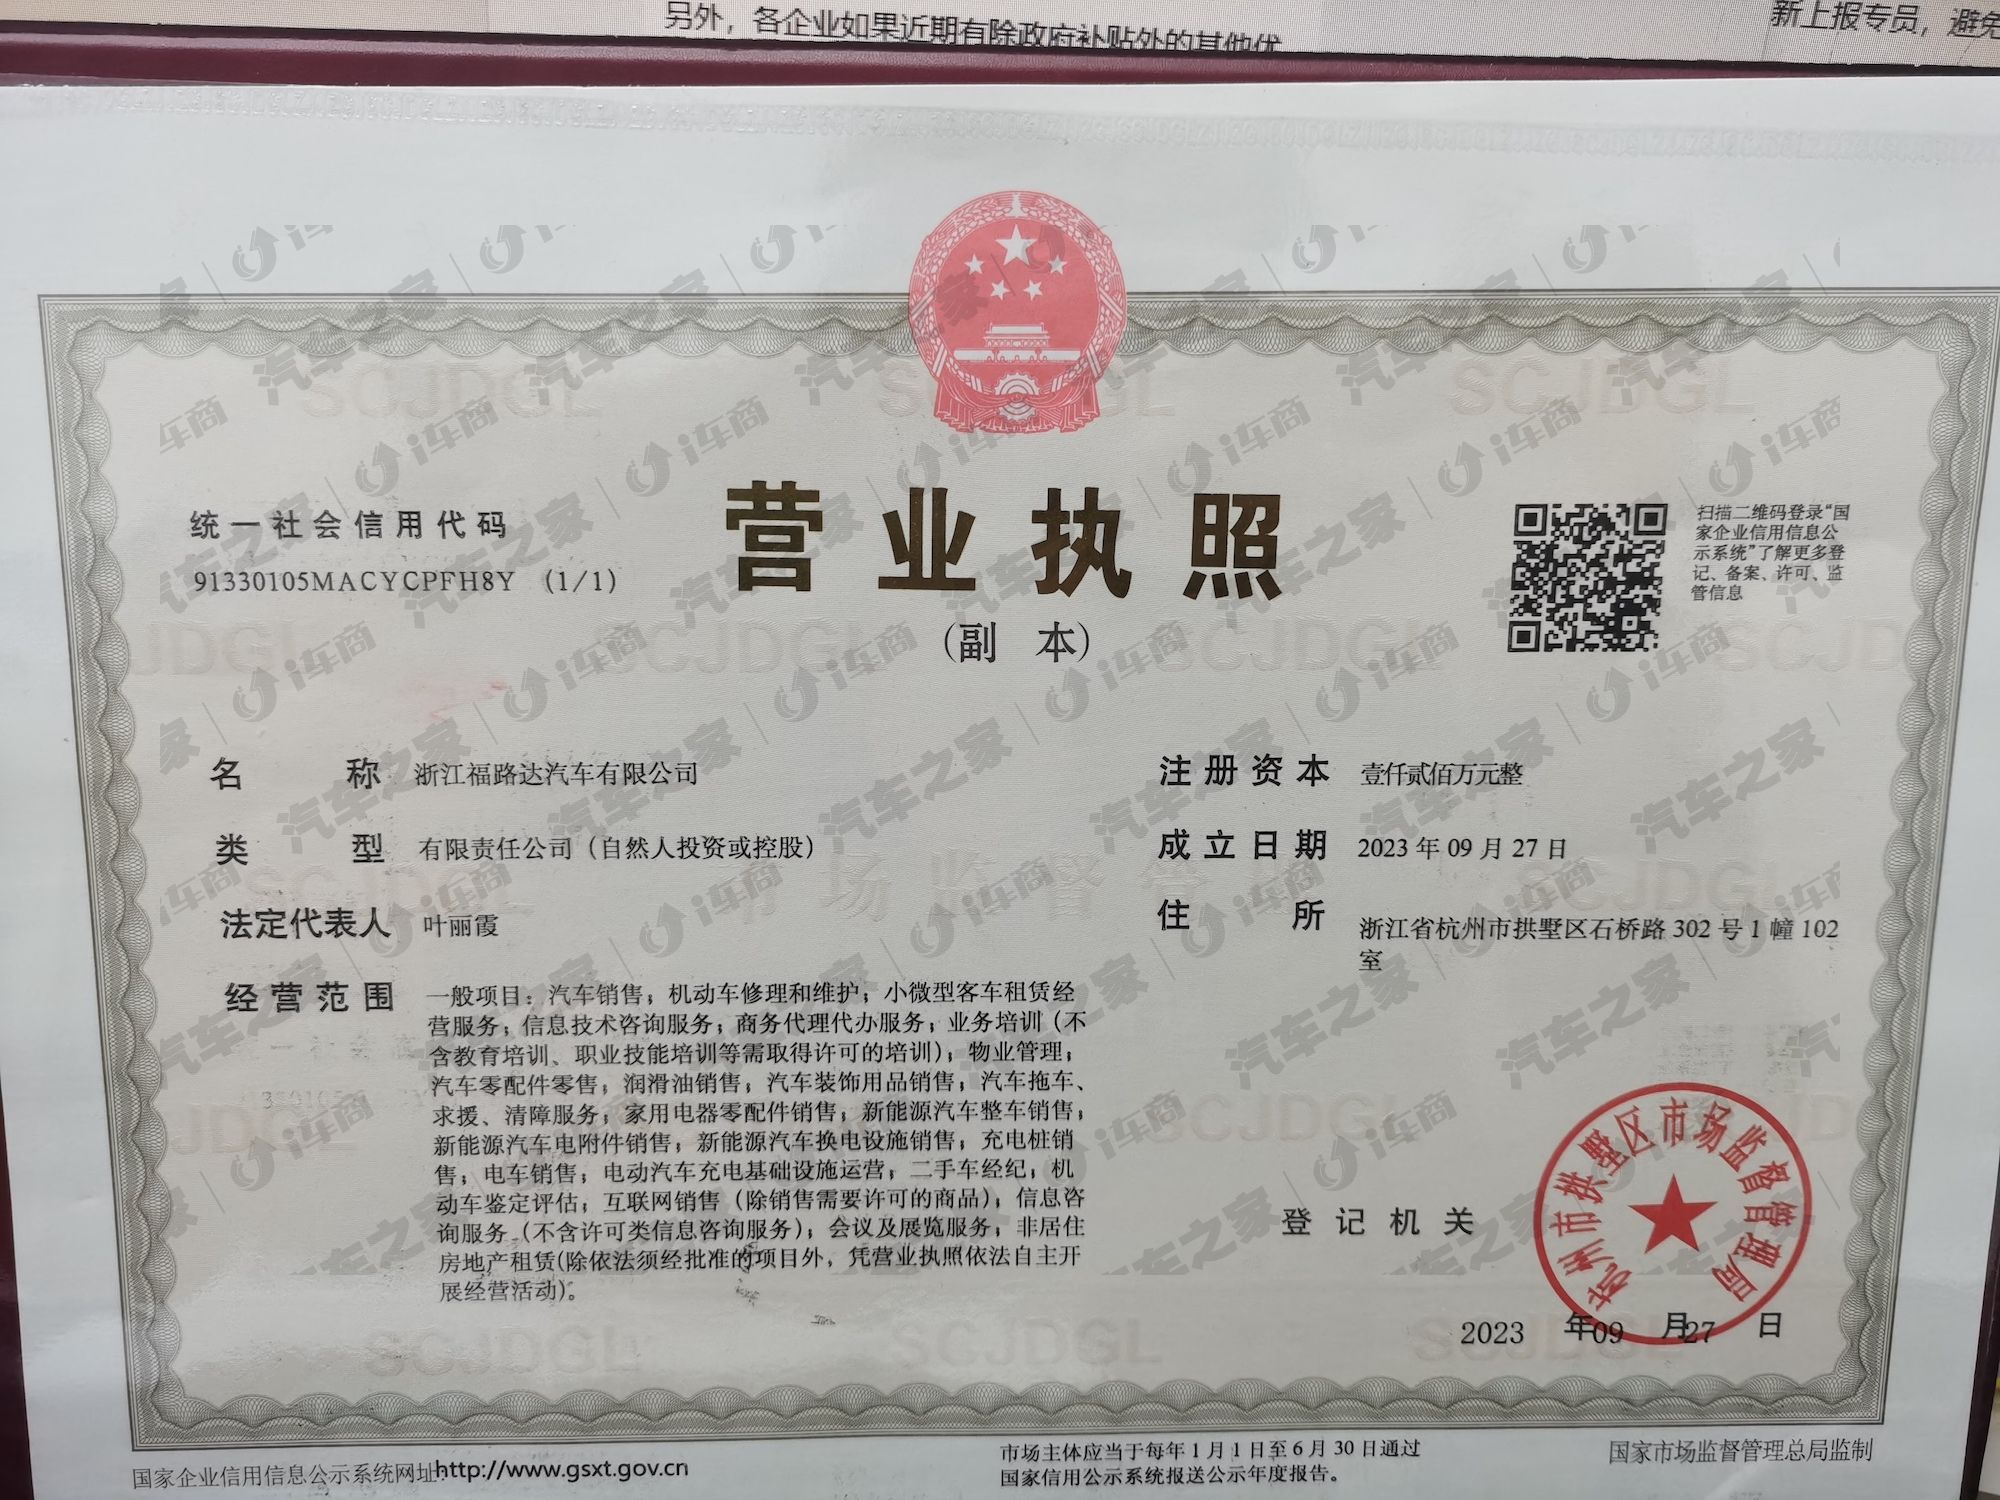 另外，各企业如果近期有除政府补贴外的其他优
新上报专员，避免
统一社会信用代码
91330105MACYCPFH8Y (1/1)
营业执照
(副 本)
扫描二维码登录“国
家企业信用信息公
示系统”了解更多登
记、备案、许可、监
管信息
名 称 浙江福路达汽车有限公司
类 型 有限责任公司（自然人投资或控股）
法定代表人 叶丽霞
经营范围 一般项目：汽车销售；机动车修理和维护；小微型客车租赁经
营服务；信息技术咨询服务；商务代理代办服务；业务培训（不
含教育培训、职业技能培训等需取得许可的培训）；物业管理；
汽车零配件零售；润滑油销售；汽车装饰用品销售；汽车拖车、
求援、清障服务；家用电器零配件销售；新能源汽车整车销售；
新能源汽车电附件销售；新能源汽车换电设施销售；充电桩销
售；电车销售；电动汽车充电基础设施运营；二手车经纪；机
动车鉴定评估；互联网销售（除销售需要许可的商品）；信息咨
询服务（不含许可类信息咨询服务）；会议及展览服务；非居住
房地产租赁(除依法须经批准的项目外，凭营业执照依法自主开
展经营活动)。
注册资本 壹仟贰佰万元整
成立日期 2023 年 09 月 27 日
住 所 浙江省杭州市拱墅区石桥路 302 号 1 幢 102
室
登记机关
杭州市拱墅区市场监督管理局
2023 年 09 月 27 日
国家企业信用信息公示系统网址：http://www.gsxt.gov.cn
市场主体应当于每年 1 月 1 日至 6 月 30 日通过
国家信用公示系统报送公示年度报告。
国家市场监督管理总局监制
SCJDGL
汽车之家 | i车商